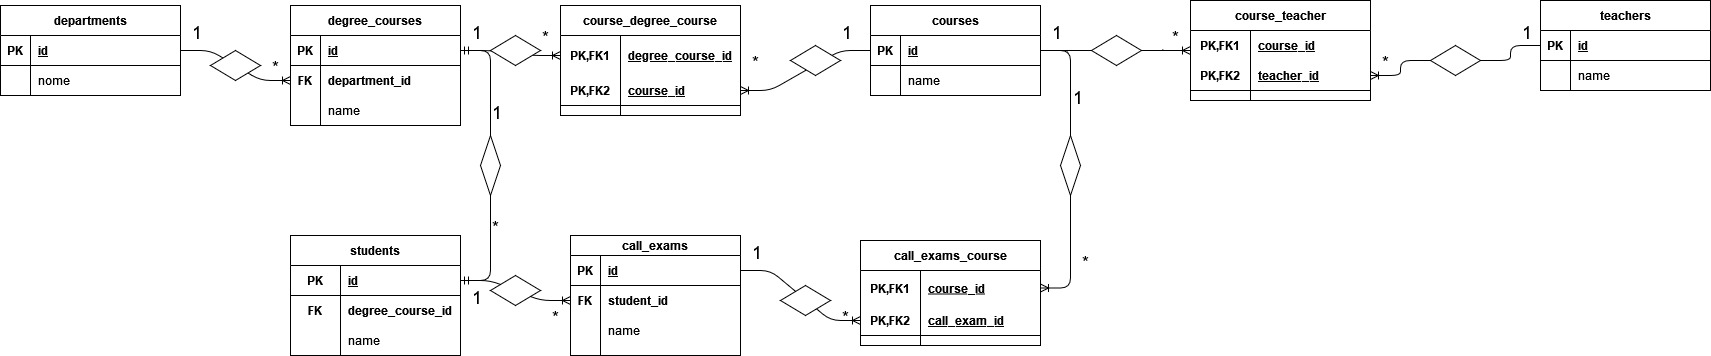 departments
PK id
nome
1
*
degree_courses
PK id
FK department_id
name
1
*
course_degree_course
PK,FK1 degree_course_id
PK,FK2 course_id
*
1
courses
PK id
name
1
*
course_teacher
PK,FK1 course_id
PK,FK2 teacher_id
*
1
teachers
PK id
name
1
*
1
*
students
PK id
FK degree_course_id
name
1
*
call_exams
PK id
FK student_id
name
1
*
call_exams_course
PK,FK1 course_id
PK,FK2 call_exam_id